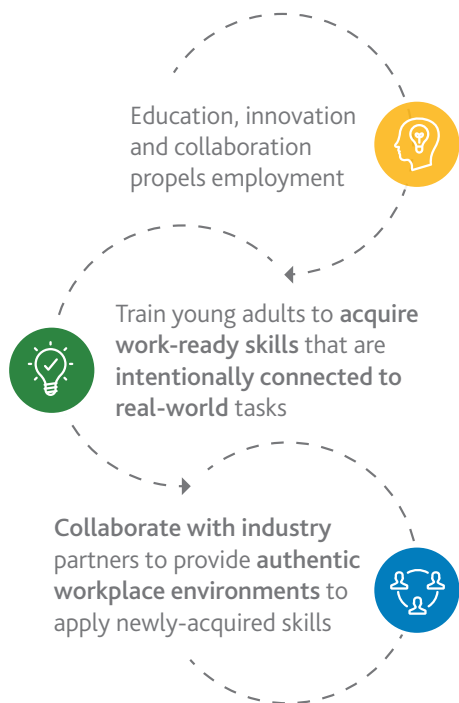 Education, innovation
and collaboration
propels employment
Train young adults to acquire
work-ready skills that are
intentionally connected to
real-world tasks
Collaborate with industry
partners to provide authentic
workplace environments to
apply newly-acquired skills